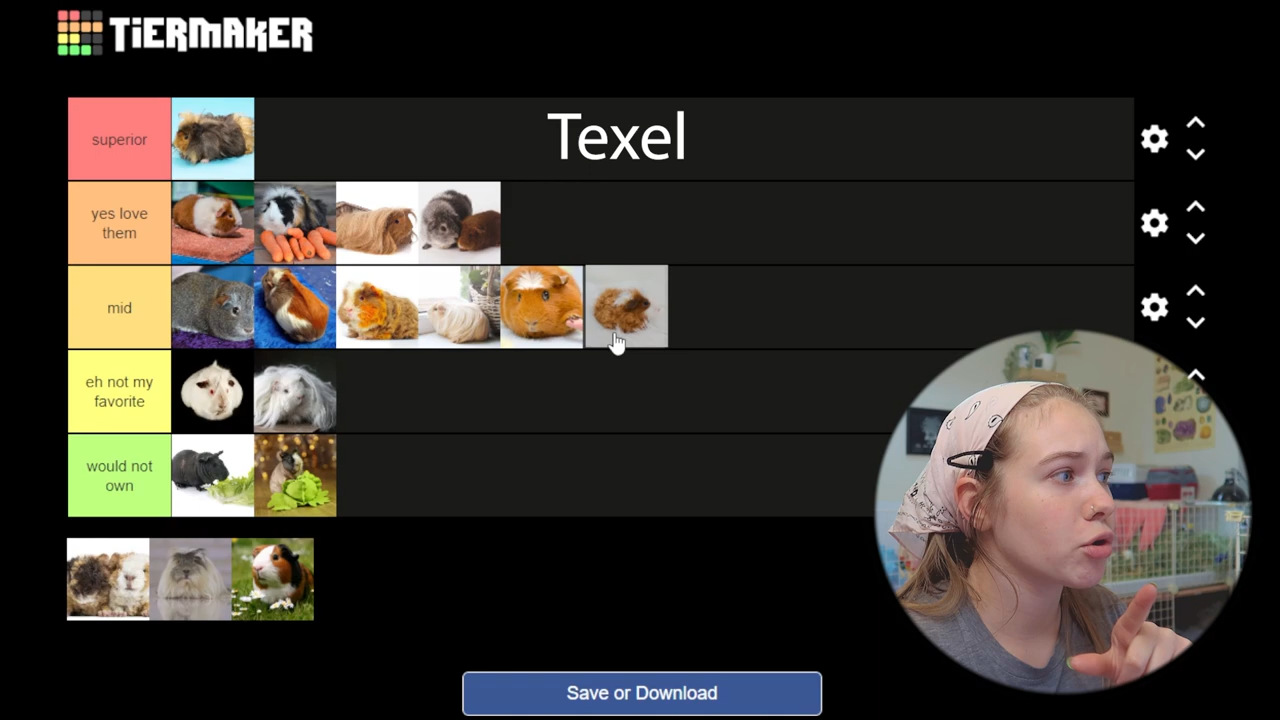 TiERMAKER
superior
Texel
yes love
them
mid
eh not my
favorite
would not
own
Save or Download